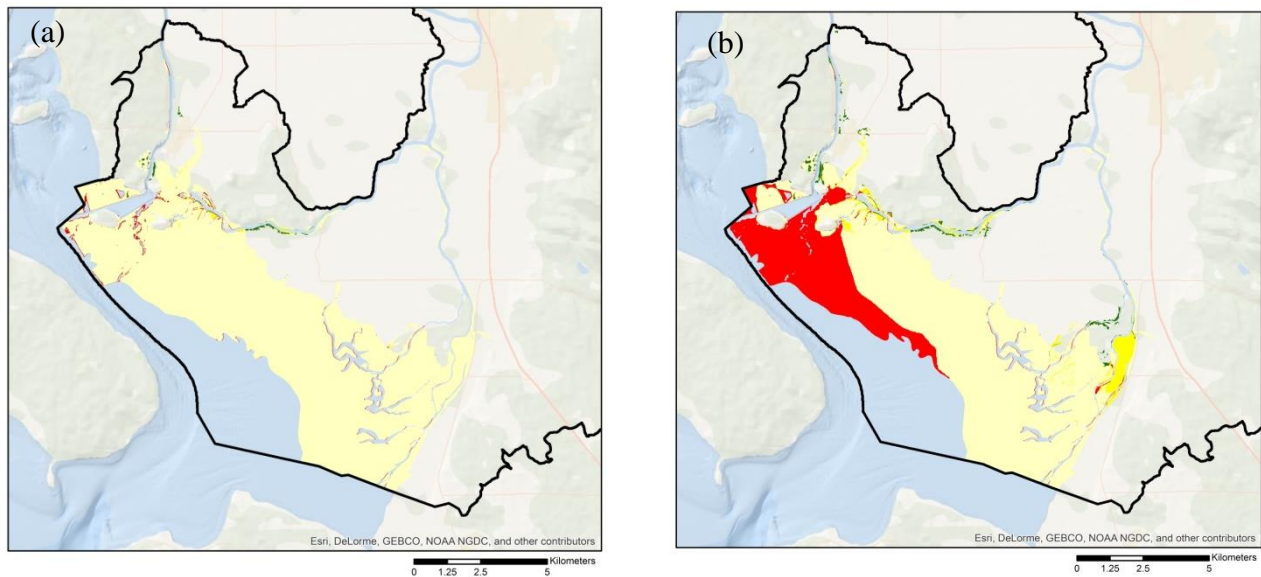 (a)
Esri, DeLorme, GEBCO, NOAA NGDC, and other contributors
Kilometers
0 1.25 2.5 5
(b)
Esri, DeLorme, GEBCO, NOAA NGDC, and other contributors
Kilometers
0 1.25 2.5 5